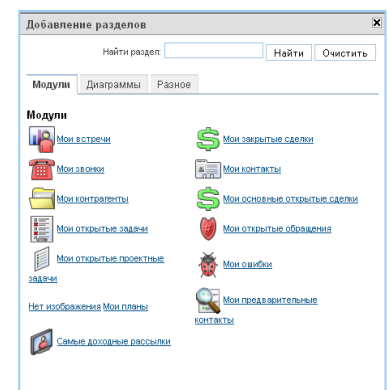 Добавление разделов
Найти раздел:
Найти
Очистить
Модули
Диаграммы
Разное
Модули
Мои встречи
Мои закрытые сделки
Мои звонки
Мои контакты
Мои контрагенты
Мои основные открытые сделки
Мои открытые задачи
Мои открытые обращения
Мои открытые проектные
задачи
Мои ошибки
Нет изображения Мои планы
Мои предварительные
контакты
Самые доходные рассылки